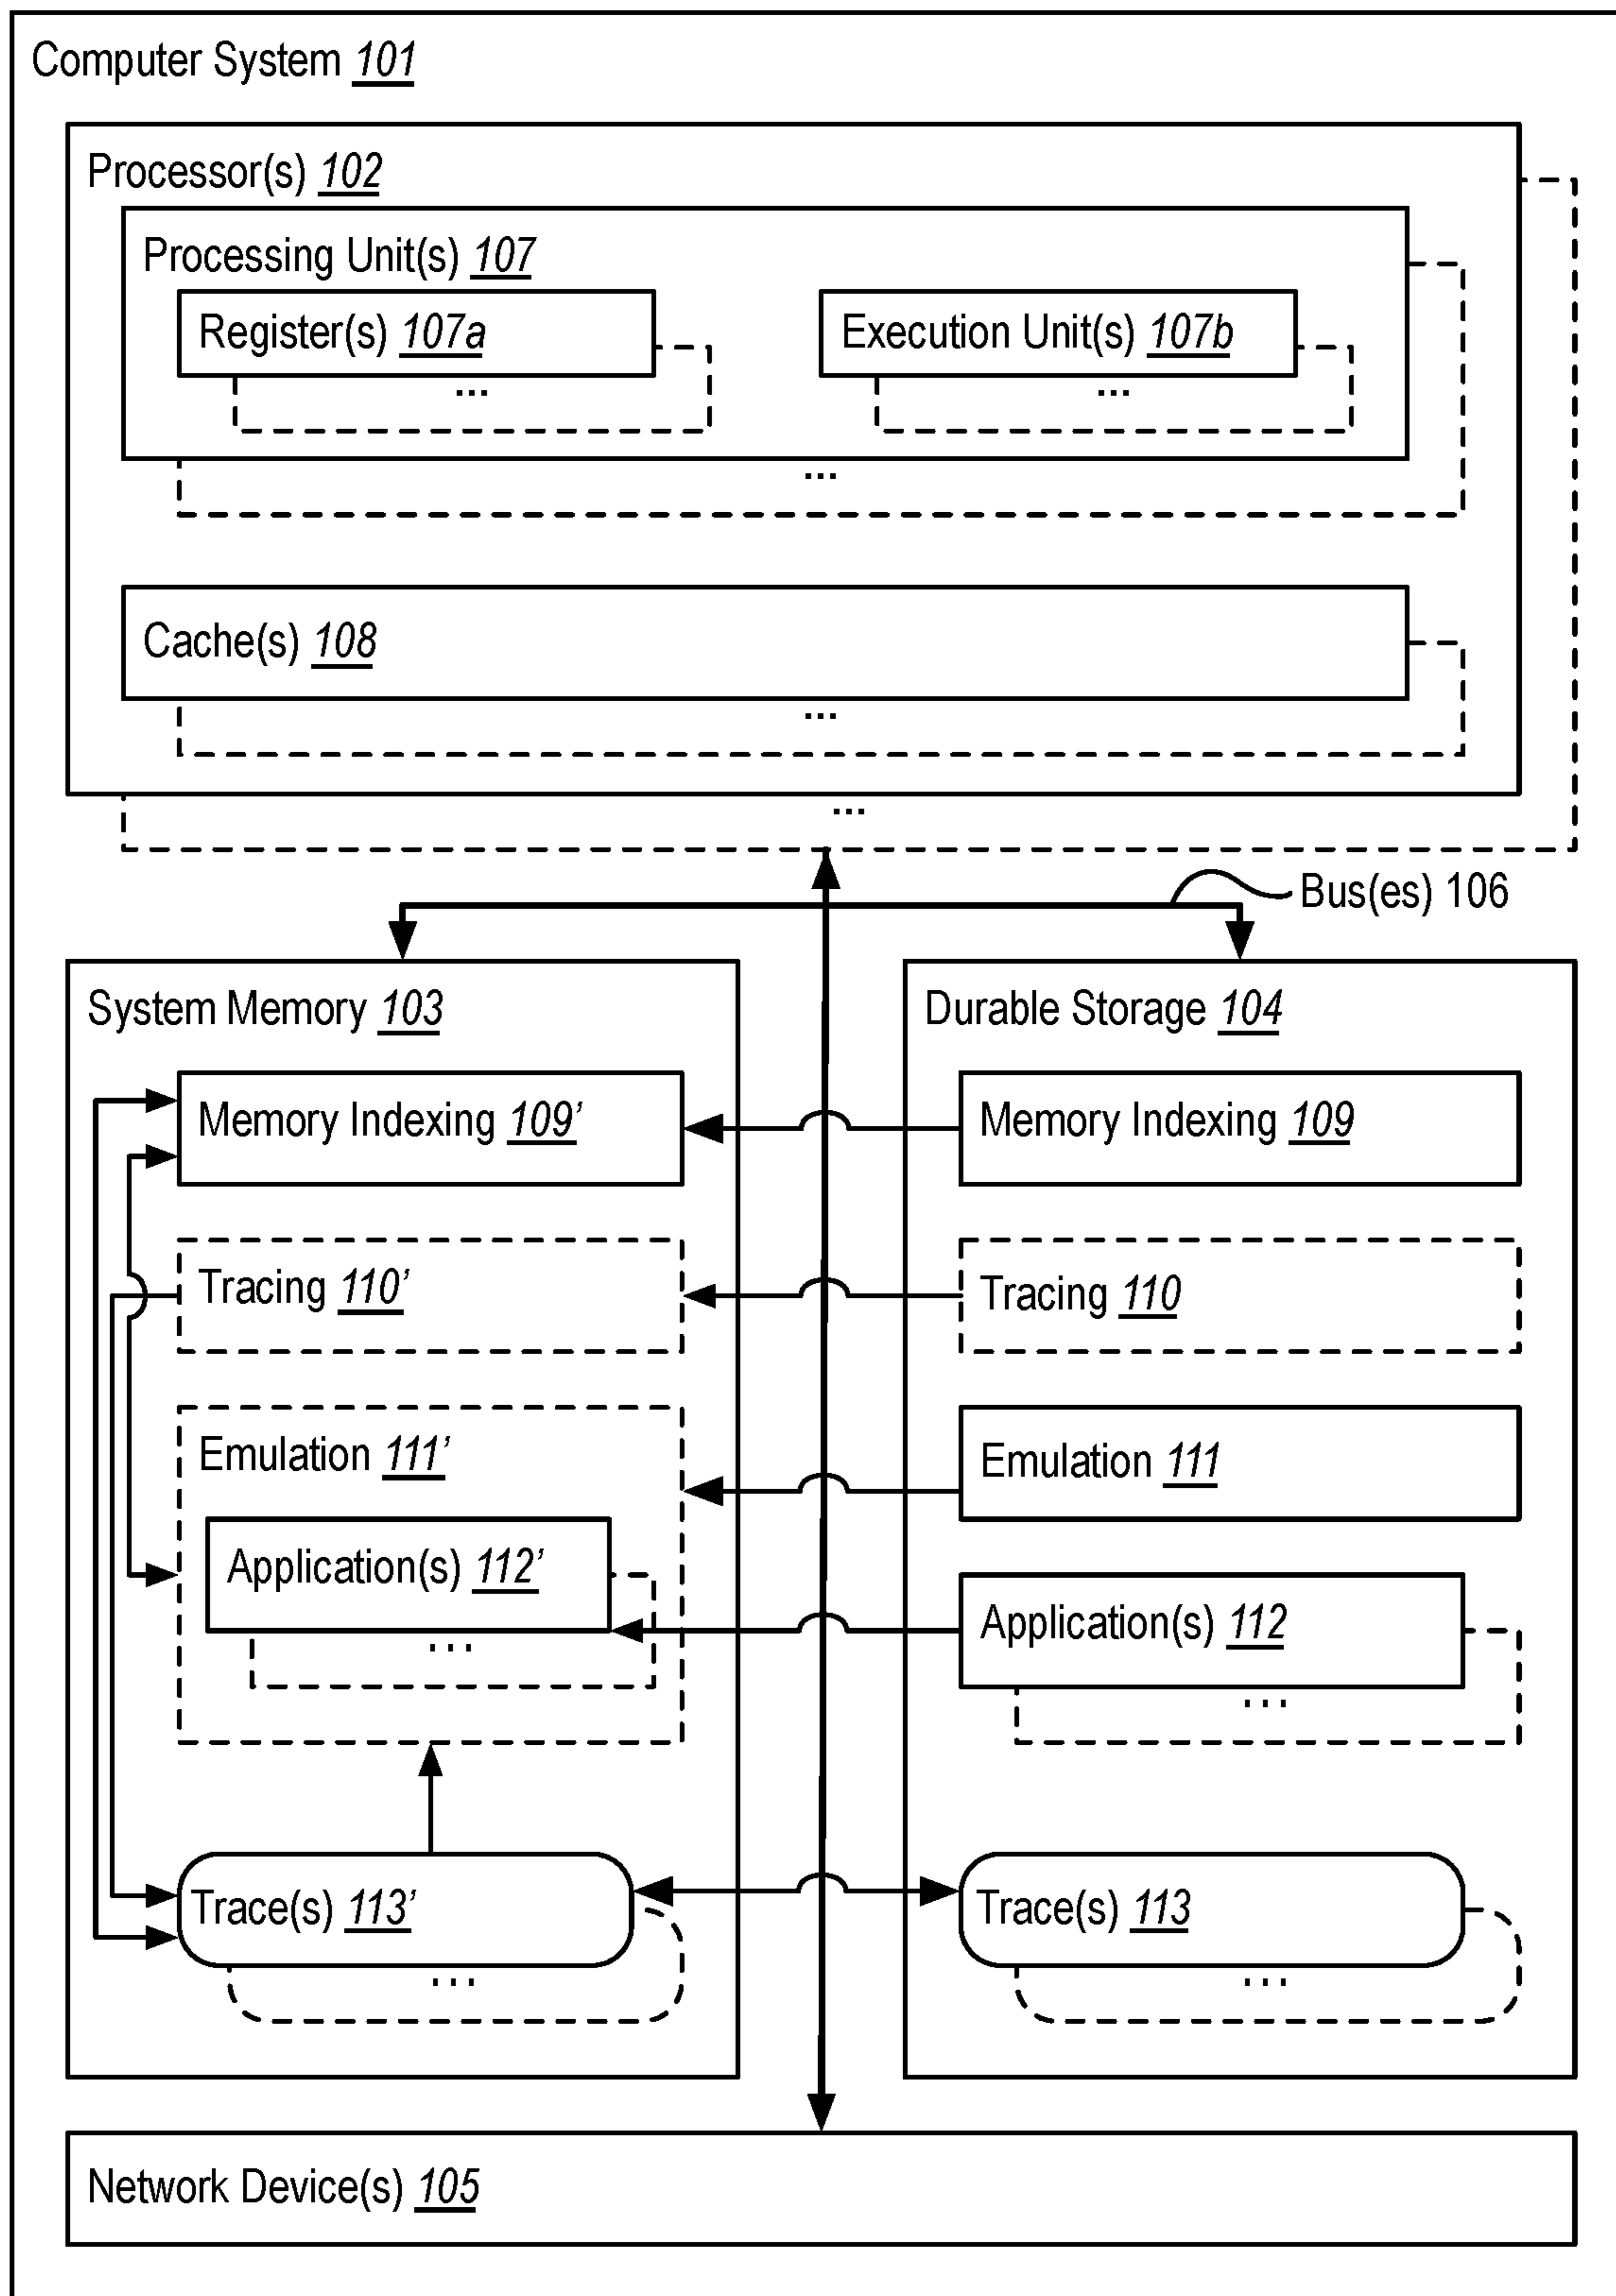 Computer System 101
Processor(s) 102
Processing Unit(s) 107
Register(s) 107a
Execution Unit(s) 107b
...
...
...
Cache(s) 108
...
...
Bus(es) 106
System Memory 103
Durable Storage 104
Memory Indexing 109’
Memory Indexing 109
Tracing 110’
Tracing 110
Emulation 111’
Emulation 111
Application(s) 112’
...
Application(s) 112
...
Trace(s) 113’
Trace(s) 113
...
...
Network Device(s) 105